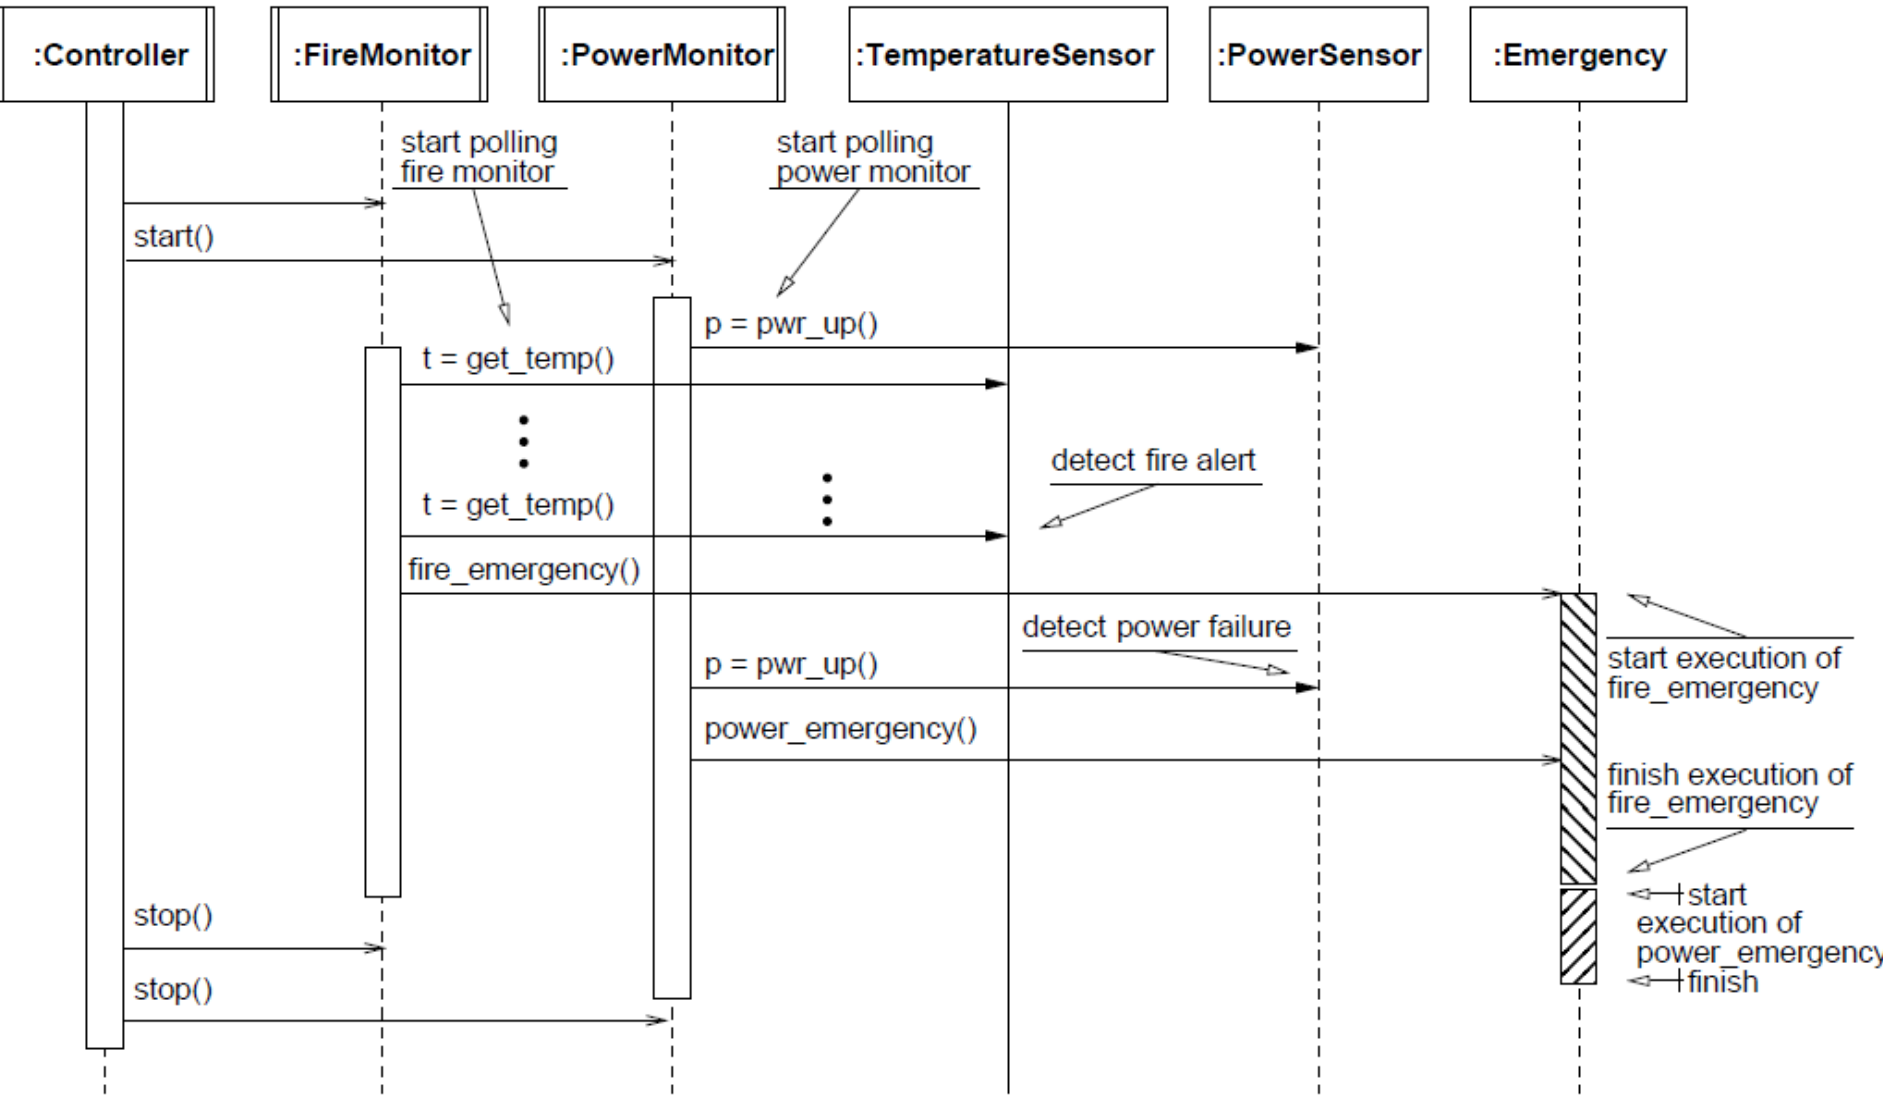 :Controller
:FireMonitor
:PowerMonitor
:TemperatureSensor
:PowerSensor
:Emergency
start polling
fire monitor
start polling
power monitor
start()
p = pwr_up()
t = get_temp()
detect fire alert
t = get_temp()
fire_emergency()
detect power failure
p = pwr_up()
start execution of
fire_emergency
power_emergency()
finish execution of
fire_emergency
start
execution of
power_emergency
finish
stop()
stop()